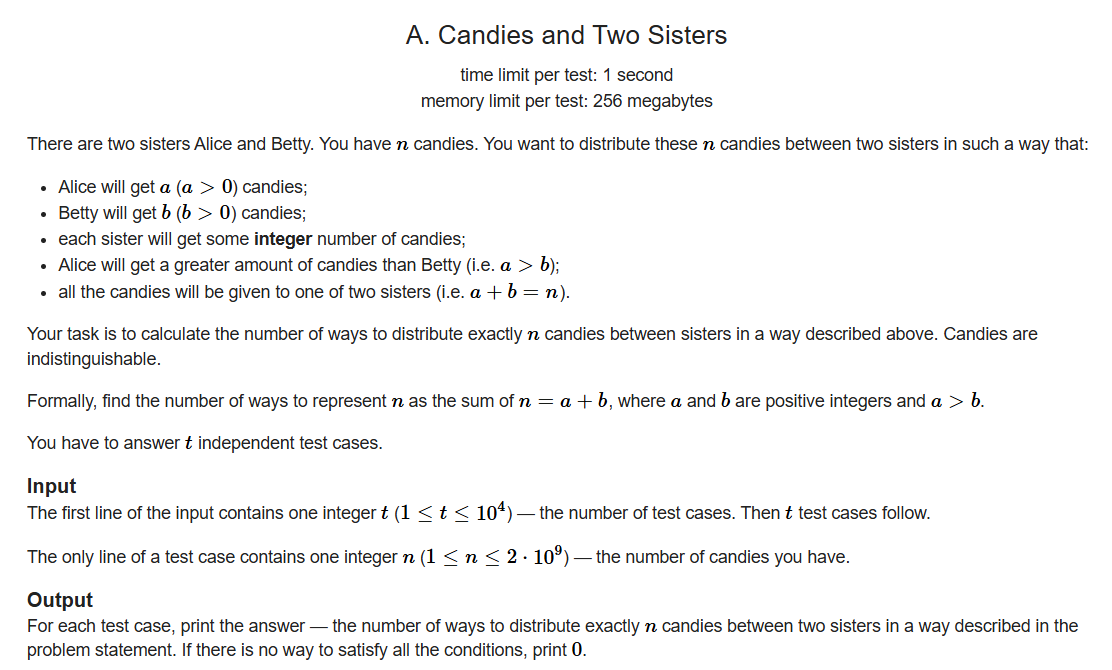 A. Candies and Two Sisters
time limit per test: 1 second
memory limit per test: 256 megabytes
There are two sisters Alice and Betty. You have n candies. You want to distribute these n candies between two sisters in such a way that:
• Alice will get a (a > 0) candies;
• Betty will get b (b > 0) candies;
• each sister will get some integer number of candies;
• Alice will get a greater amount of candies than Betty (i.e. a > b);
• all the candies will be given to one of two sisters (i.e. a + b = n).
Your task is to calculate the number of ways to distribute exactly n candies between sisters in a way described above. Candies are
indistinguishable.
Formally, find the number of ways to represent n as the sum of n = a + b, where a and b are positive integers and a > b.
You have to answer t independent test cases.
Input
The first line of the input contains one integer t (1 ≤ t ≤ 10⁴) — the number of test cases. Then t test cases follow.
The only line of a test case contains one integer n (1 ≤ n ≤ 2 · 10⁹) — the number of candies you have.
Output
For each test case, print the answer — the number of ways to distribute exactly n candies between two sisters in a way described in the
problem statement. If there is no way to satisfy all the conditions, print 0.